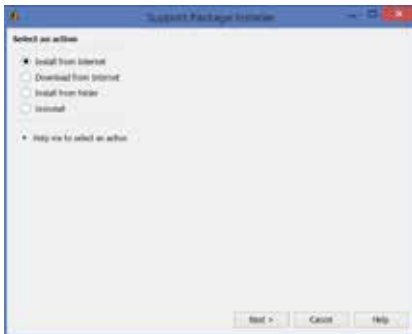 Support Package Installer
Select an action
Install from Internet
Download from Internet
Install from folder
Uninstall
Help me to select an action
Next > Cancel Help